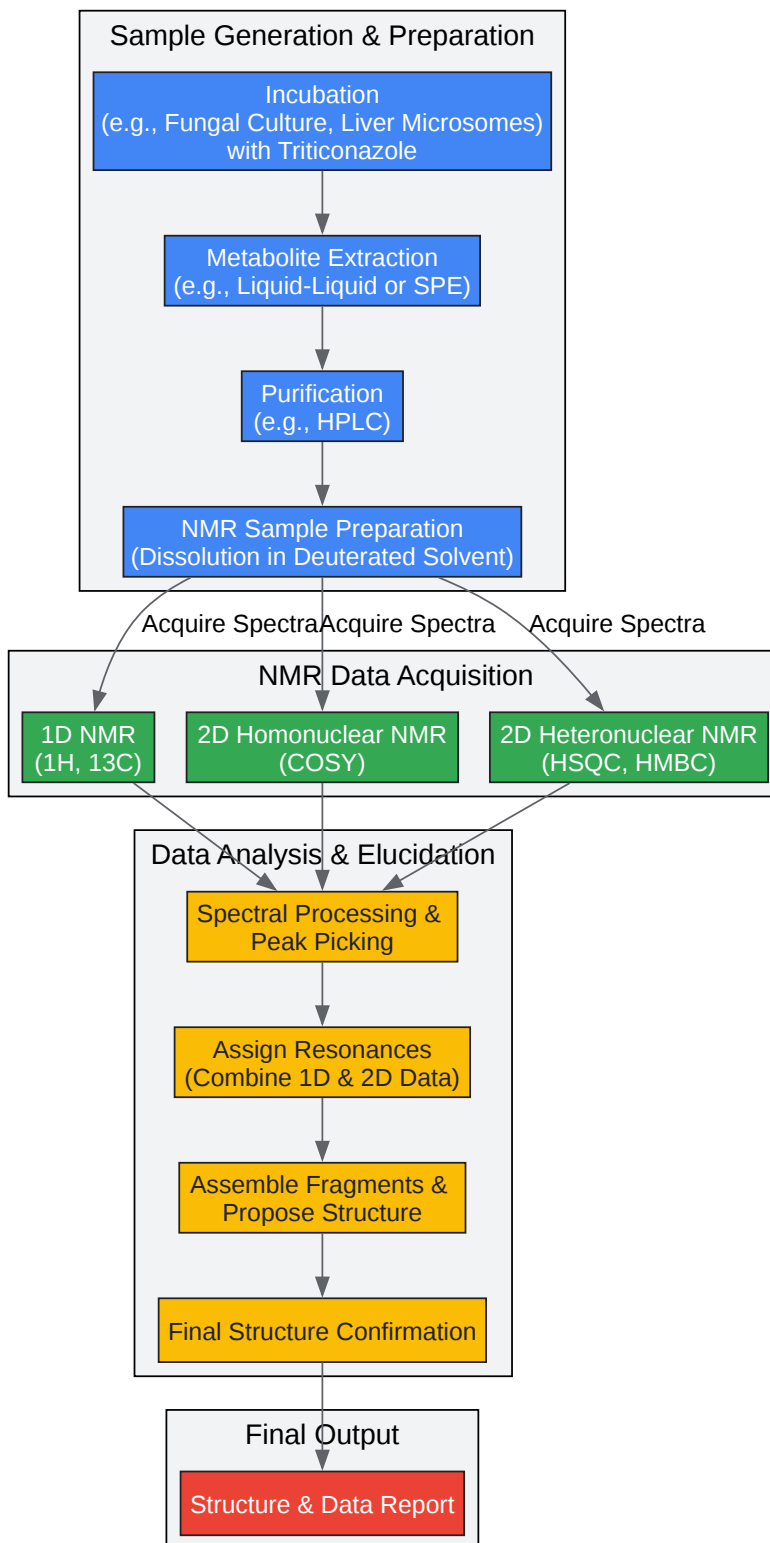 Sample Generation & Preparation
Incubation
(e.g., Fungal Culture, Liver Microsomes)
with Triticonazole
Metabolite Extraction
(e.g., Liquid-Liquid or SPE)
Purification
(e.g., HPLC)
NMR Sample Preparation
(Dissolution in Deuterated Solvent)
Acquire Spectra
Acquire Spectra
Acquire Spectra
NMR Data Acquisition
1D NMR
(1H, 13C)
2D Homonuclear NMR
(COSY)
2D Heteronuclear NMR
(HSQC, HMBC)
Data Analysis & Elucidation
Spectral Processing &
Peak Picking
Assign Resonances
(Combine 1D & 2D Data)
Assemble Fragments &
Propose Structure
Final Structure Confirmation
Final Output
Structure & Data Report